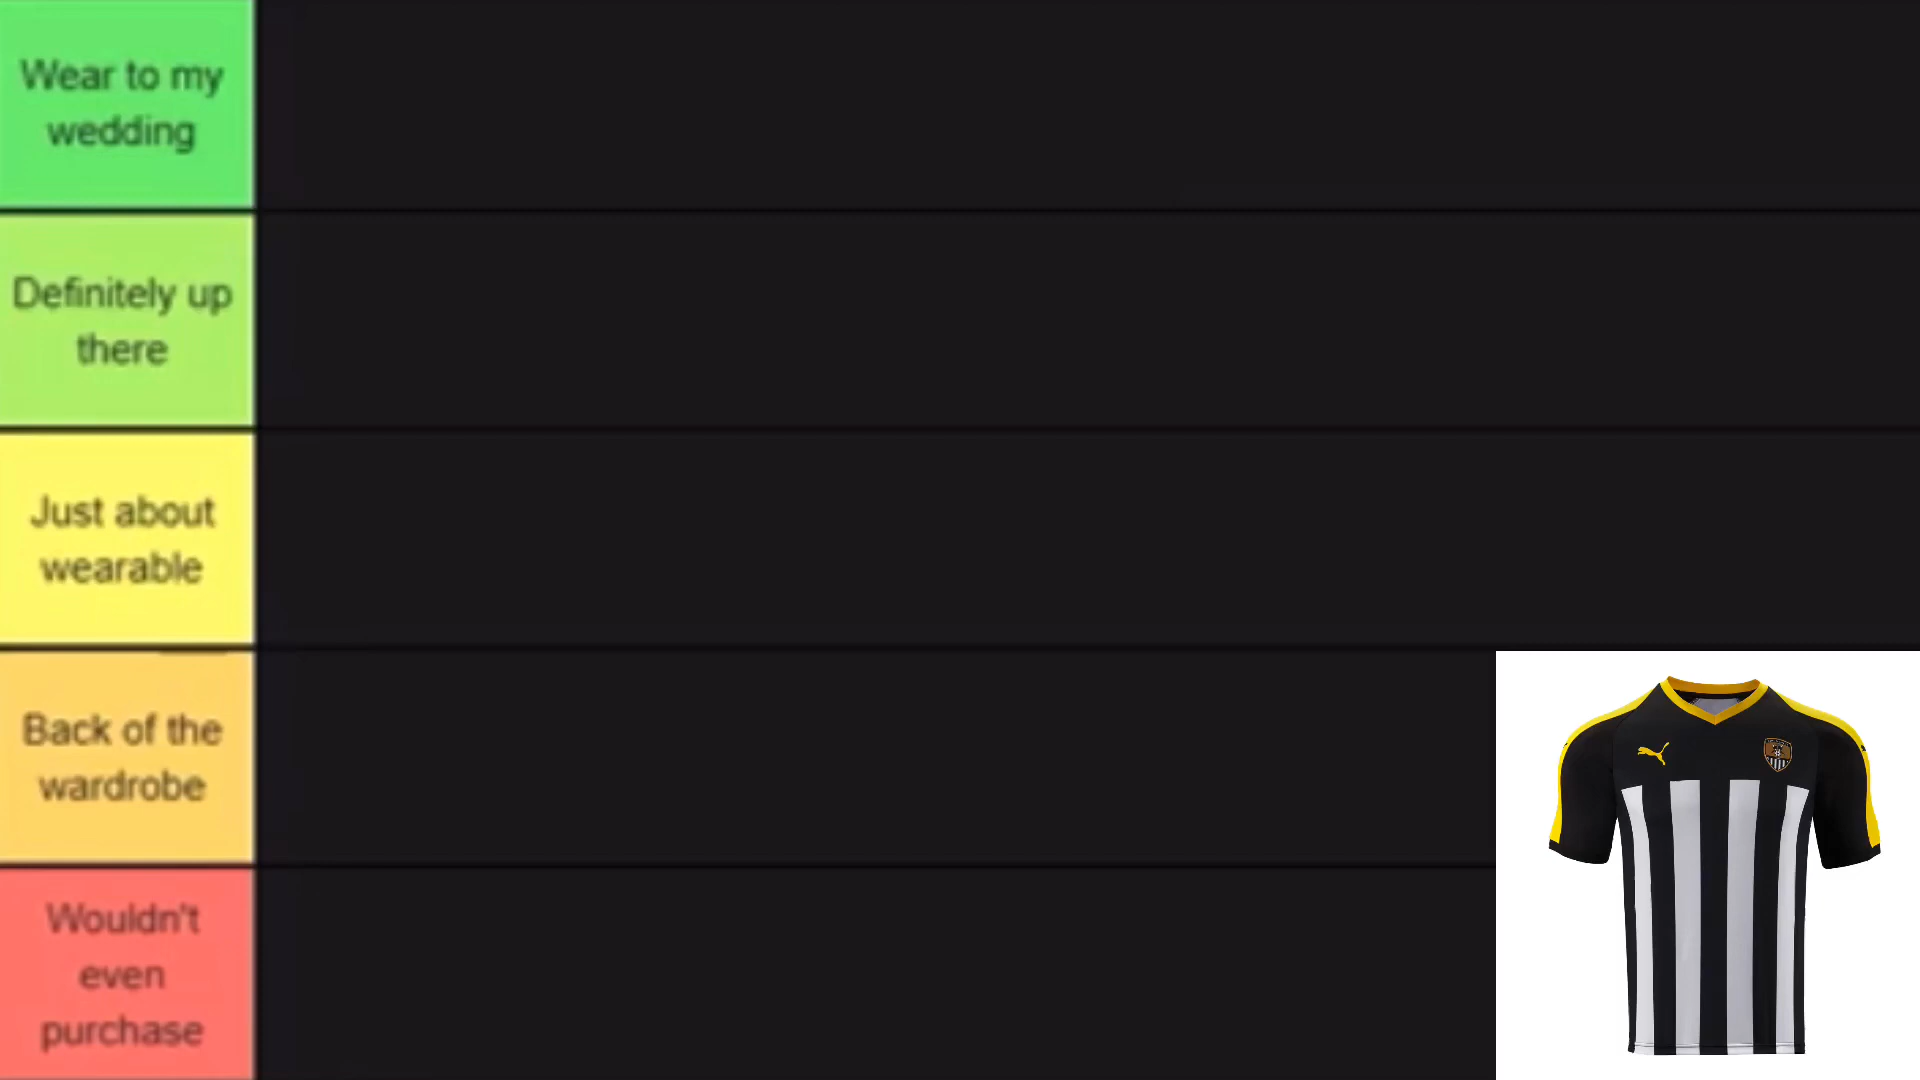 Wear to my
wedding
Definitely up
there
Just about
wearable
Back of the
wardrobe
Wouldn't
even
purchase